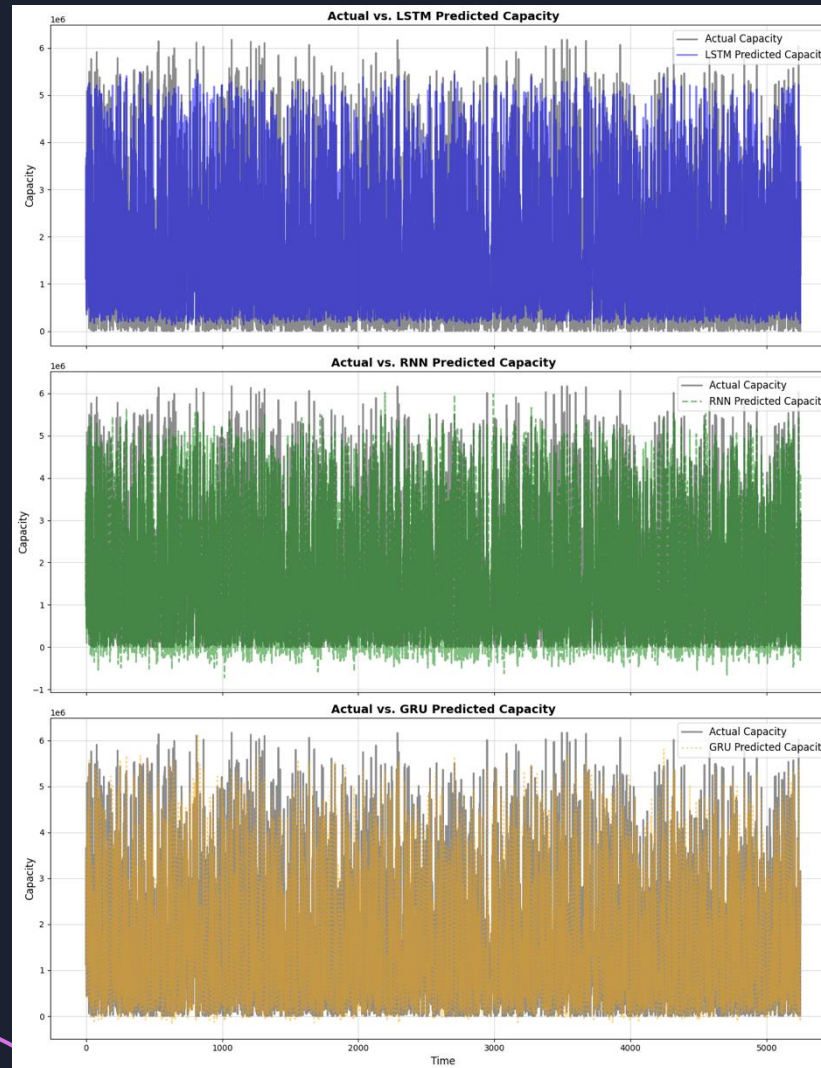 Actual vs. LSTM Predicted Capacity
1e6
Actual Capacity
LSTM Predicted Capacit
6
5
4
3
2
1
0
Capacity
Actual vs. RNN Predicted Capacity
1e6
Actual Capacity
RNN Predicted Capacit
6
5
4
3
2
1
0
−1
Capacity
Actual vs. GRU Predicted Capacity
1e6
Actual Capacity
GRU Predicted Capacit
6
5
4
3
2
1
0
Capacity
0 1000 2000 3000 4000 5000
Time